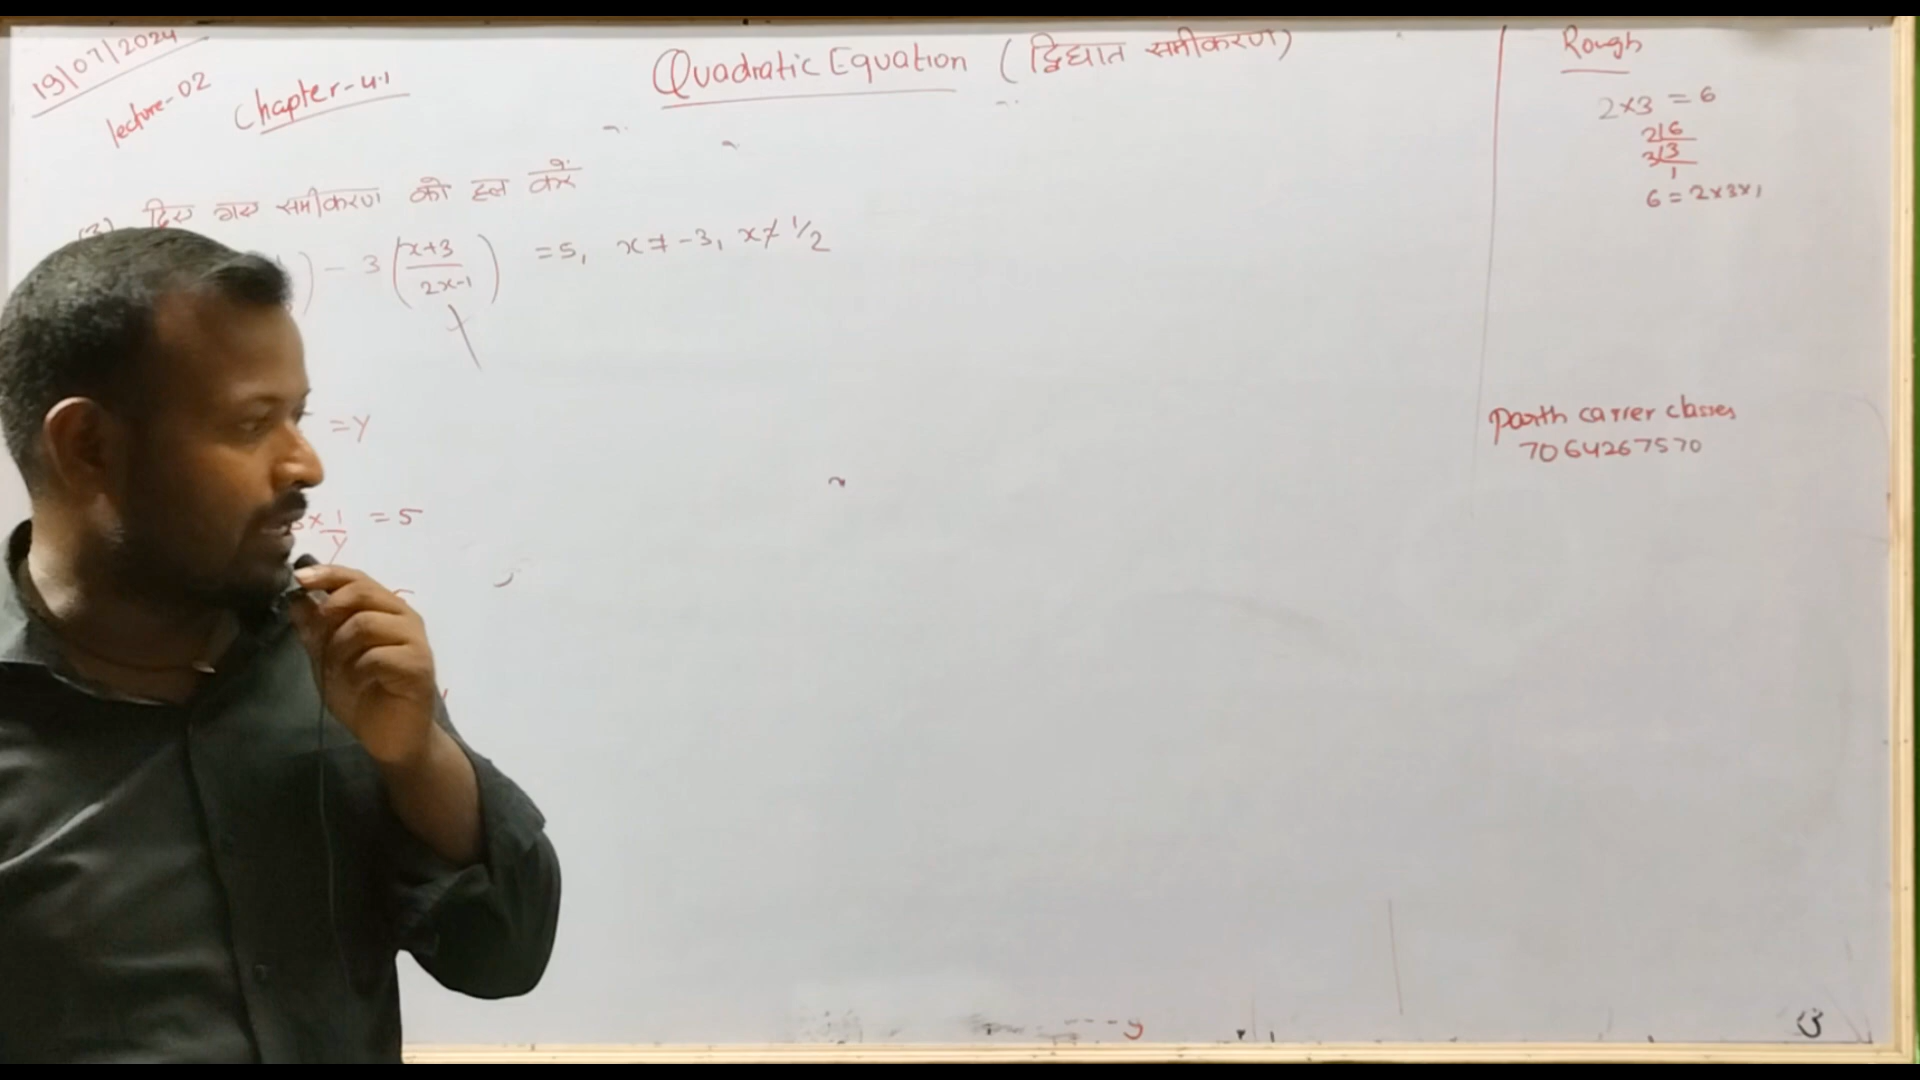 19/07/2024
lecture-02
Chapter-4.1
Quadratic Equation (द्विघात समीकरण)
दिए गए समीकरण को हल करें
) - 3 (x+3/2x-1) = 5, x ≠ -3, x ≠ 1/2
= y
× 1/y = 5
Rough
2×3 = 6
2|6
3|3
1
6 = 2×3×1
Parth carrer classes
7064267570